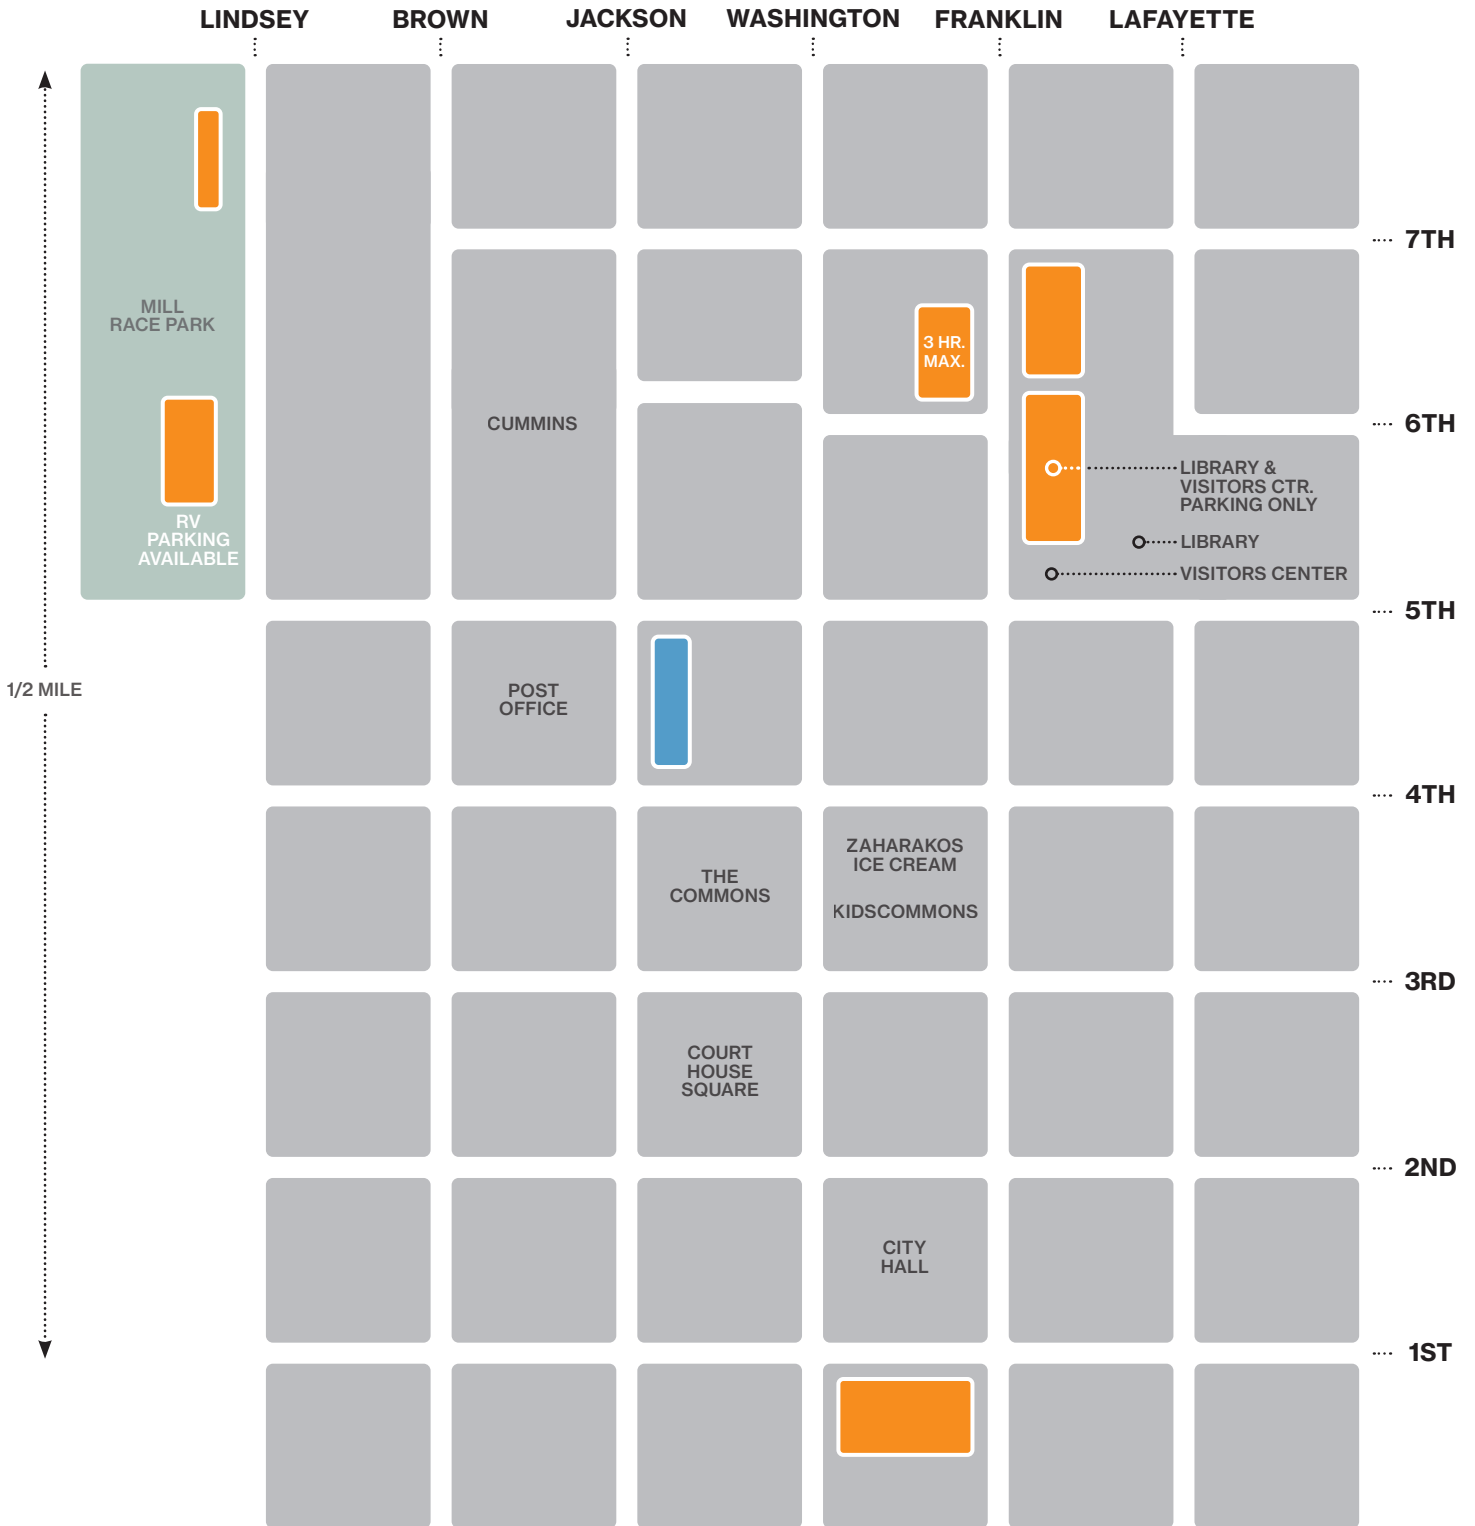 LINDSEY
BROWN
JACKSON
WASHINGTON
FRANKLIN
LAFAYETTE
7TH
MILL
RACE PARK
3 HR.
MAX.
CUMMINS
6TH
LIBRARY &
VISITORS CTR.
PARKING ONLY
RV
PARKING
AVAILABLE
LIBRARY
VISITORS CENTER
5TH
1/2 MILE
POST
OFFICE
4TH
THE
COMMONS
ZAHARAKOS
ICE CREAM
KIDSCOMMONS
3RD
COURT
HOUSE
SQUARE
2ND
CITY
HALL
1ST